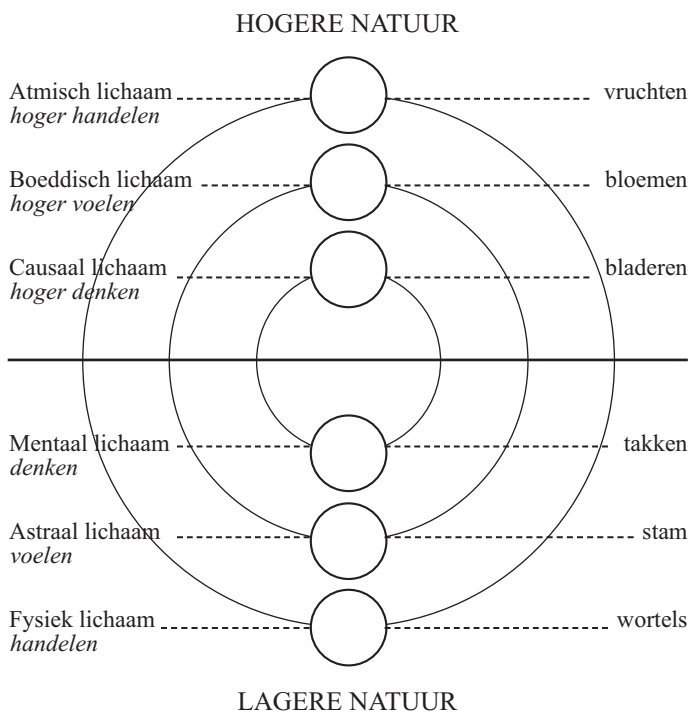 HOGERE NATUUR
Atmisch lichaam vruchten
hoger handelen
Boeddisch lichaam bloemen
hoger voelen
Causaal lichaam bladeren
hoger denken
Mentaal lichaam takken
denken
Astraal lichaam stam
voelen
Fysiek lichaam wortels
handelen
LAGERE NATUUR